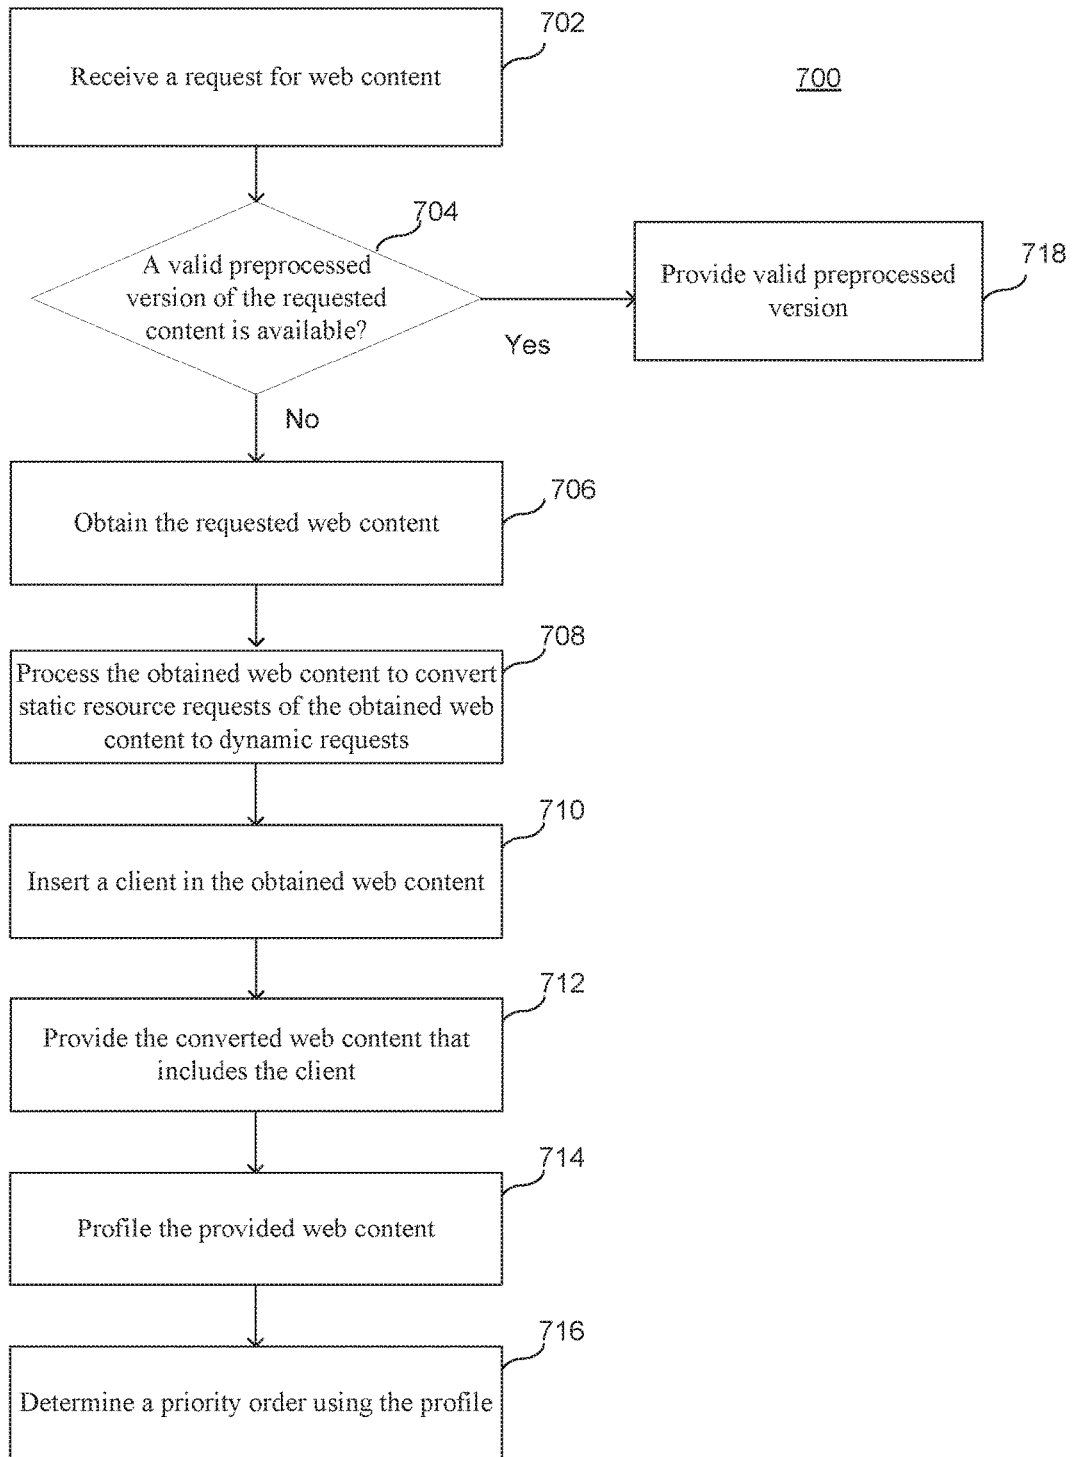 702
Receive a request for web content
700
704
A valid preprocessed
version of the requested
content is available?
Provide valid preprocessed
version
718
Yes
No
706
Obtain the requested web content
708
Process the obtained web content to convert
static resource requests of the obtained web
content to dynamic requests
710
Insert a client in the obtained web content
712
Provide the converted web content that
includes the client
714
Profile the provided web content
716
Determine a priority order using the profile